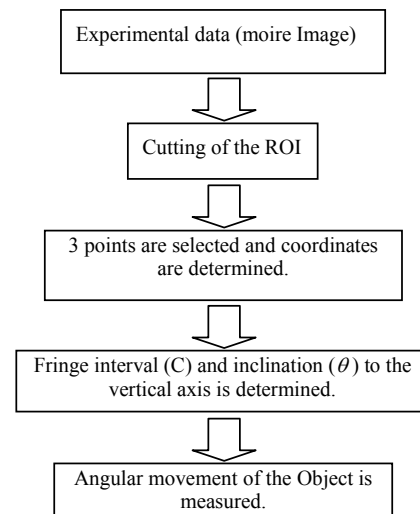 Experimental data (moire Image)
Cutting of the ROI
3 points are selected and coordinates
are determined.
Fringe interval (C) and inclination (θ) to the
vertical axis is determined.
Angular movement of the Object is
measured.